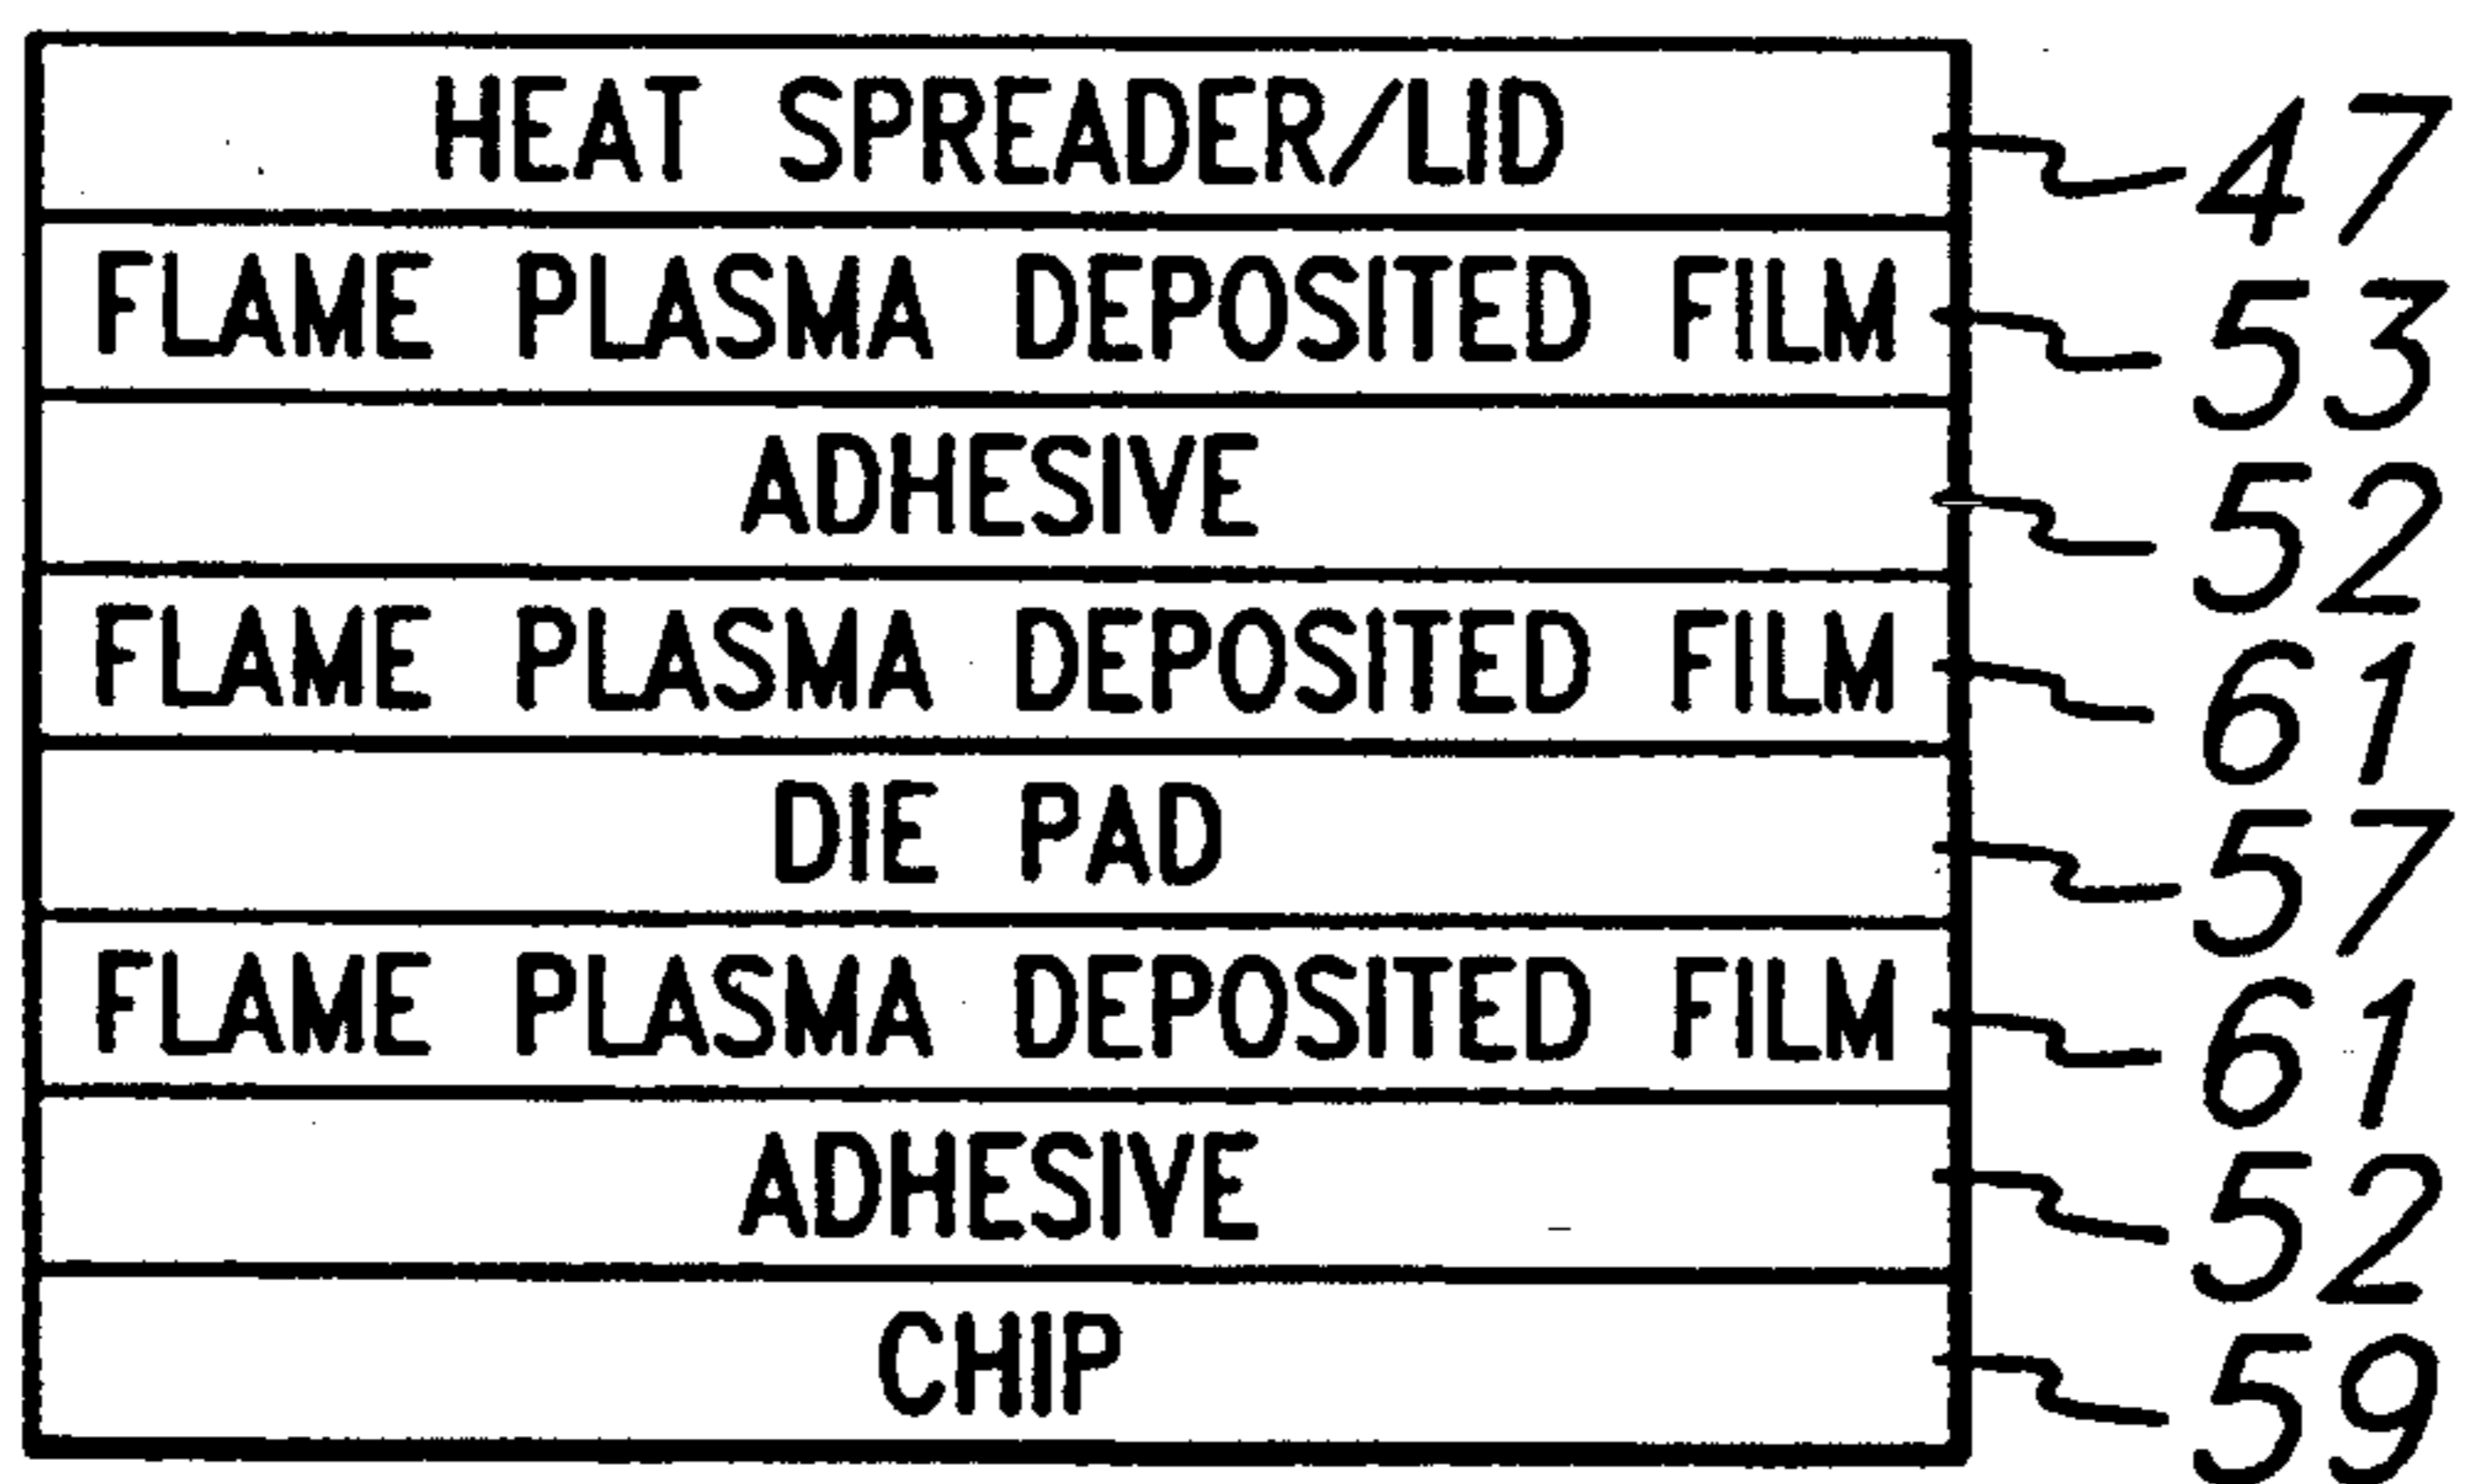 HEAT SPREADER/LID 47
FLAME PLASMA DEPOSITED FILM 53
ADHESIVE 52
FLAME PLASMA DEPOSITED FILM 61
DIE PAD 57
FLAME PLASMA DEPOSITED FILM 61
ADHESIVE 52
CHIP 59